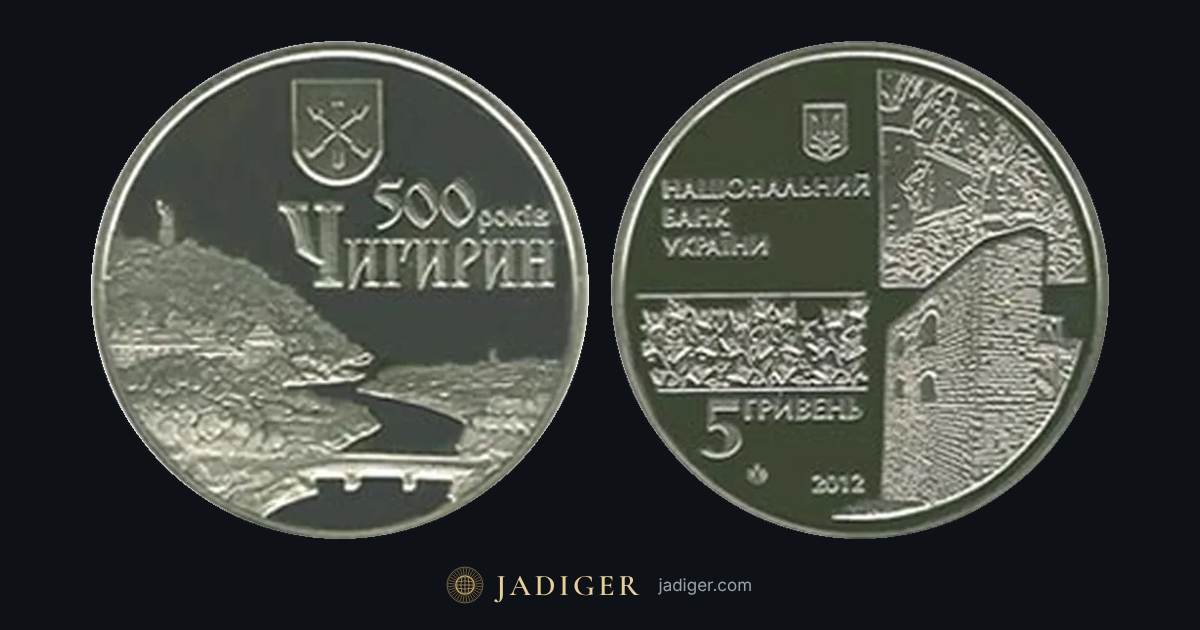 500 років
Чигирин
НАЦІОНАЛЬНИЙ
БАНК
УКРАЇНИ
5 ГРИВЕНЬ
2012
JADIGER jadiger.com